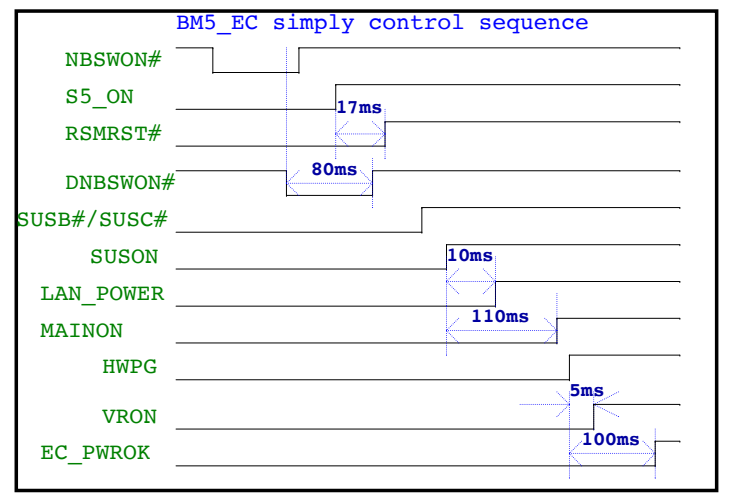 BM5_EC simply control sequence
NBSWON#
S5_ON
17ms
RSMRST#
80ms
DNBSWON#
SUSB#/SUSC#
SUSON
10ms
LAN_POWER
110ms
MAINON
HWPG
5ms
VRON
100ms
EC_PWROK